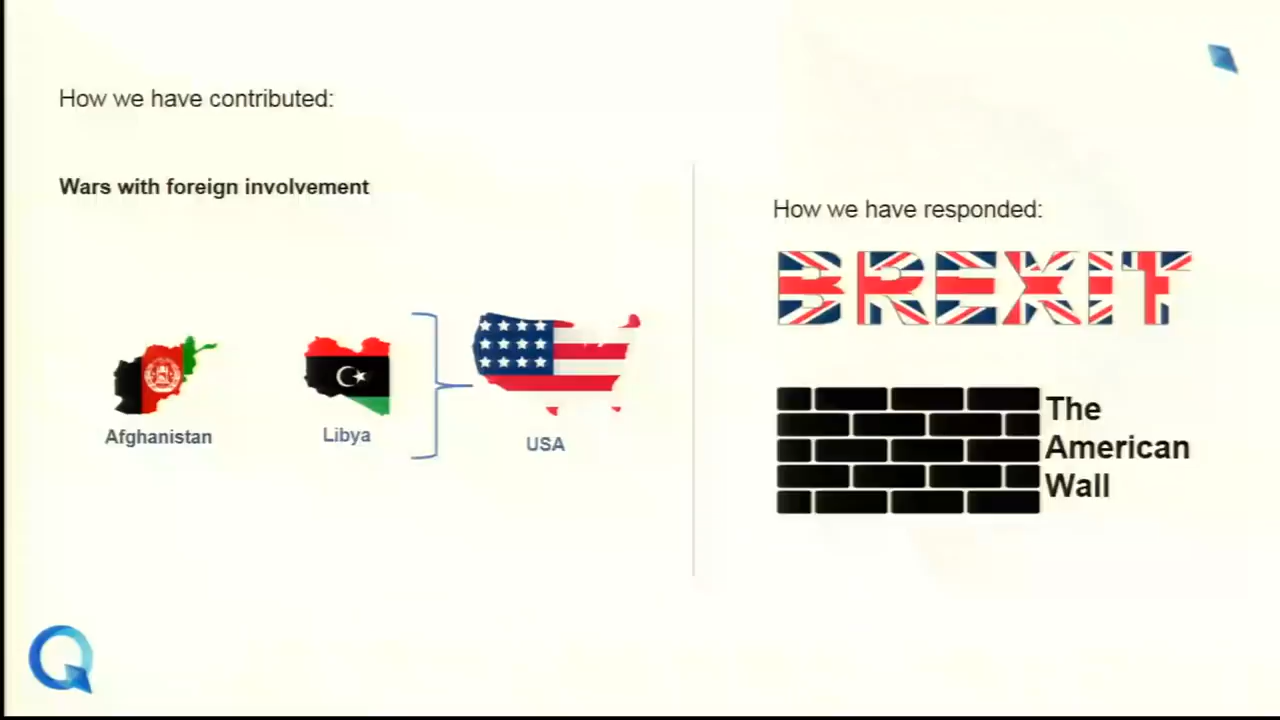 How we have contributed:
Wars with foreign involvement
Afghanistan
Libya
USA
How we have responded:
BREXIT
The
American
Wall